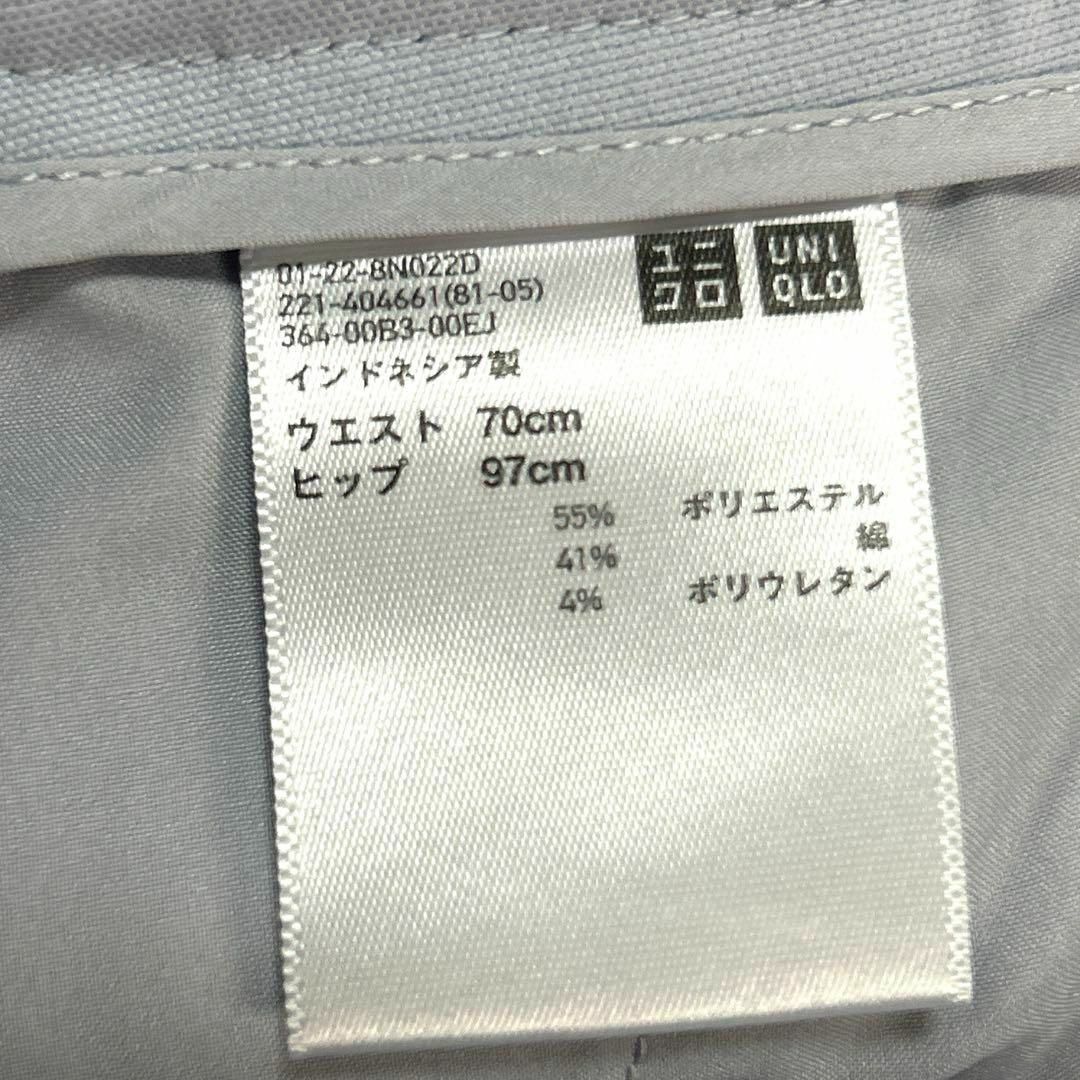 01-22-8N022D
221-404661(81-05)
364-00B3-00EJ
ユニクロ
UNIQLO
インドネシア製
ウエスト 70cm
ヒップ 97cm
55% ポリエステル
41% 綿
4% ポリウレタン